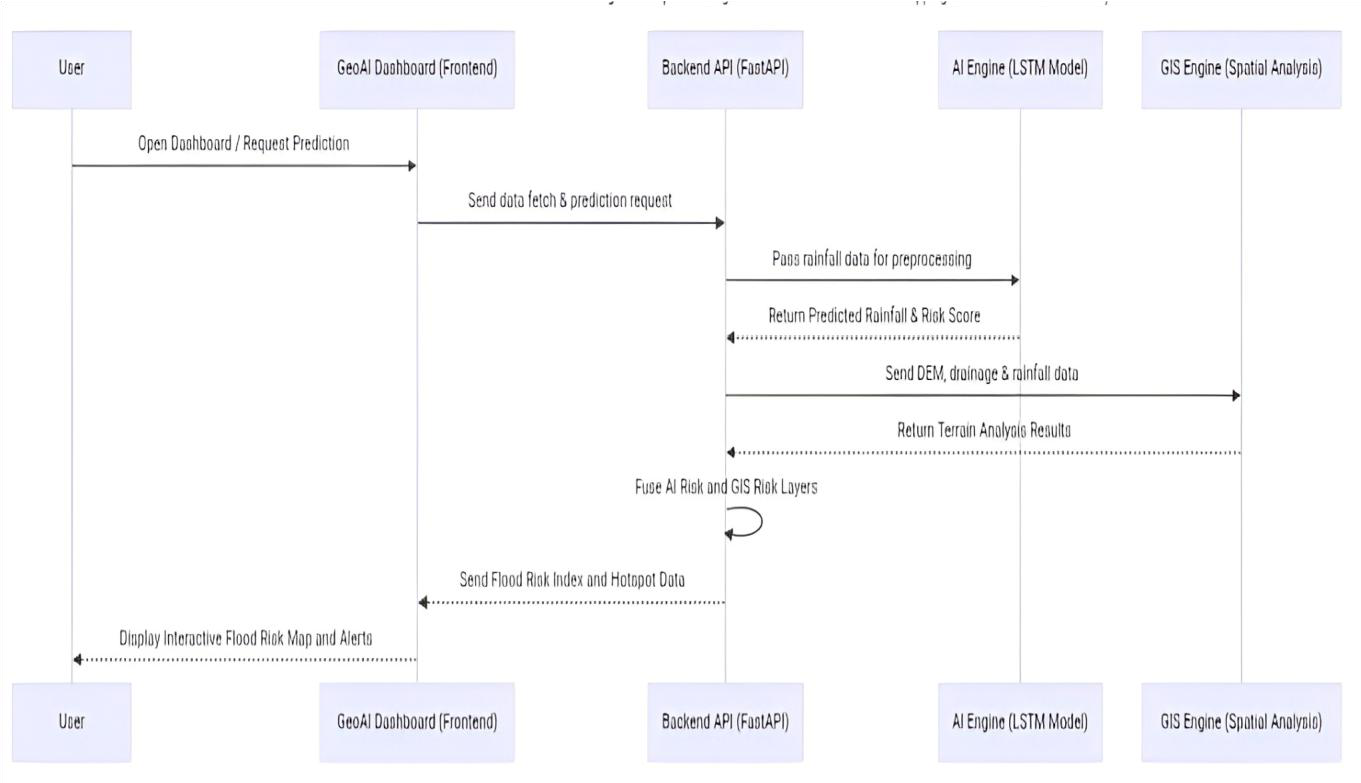 User
GeoAI Dashboard (Frontend)
Backend API (FastAPI)
AI Engine (LSTM Model)
GIS Engine (Spatial Analysis)
Open Dashboard / Request Prediction
Send data fetch & prediction request
Pass rainfall data for preprocessing
Return Predicted Rainfall & Risk Score
Send DEM, drainage & rainfall data
Return Terrain Analysis Results
Fuse AI Risk and GIS Risk Layers
Send Flood Risk Index and Hotspot Data
Display Interactive Flood Risk Map and Alerts
User
GeoAI Dashboard (Frontend)
Backend API (FastAPI)
AI Engine (LSTM Model)
GIS Engine (Spatial Analysis)